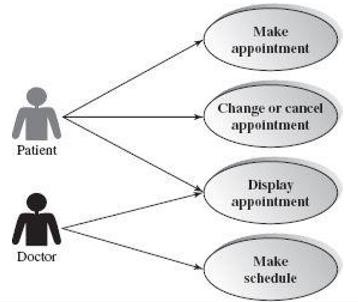 Make
appointment
Change or cancel
appointment
Patient
Display
appointment
Doctor
Make
schedule